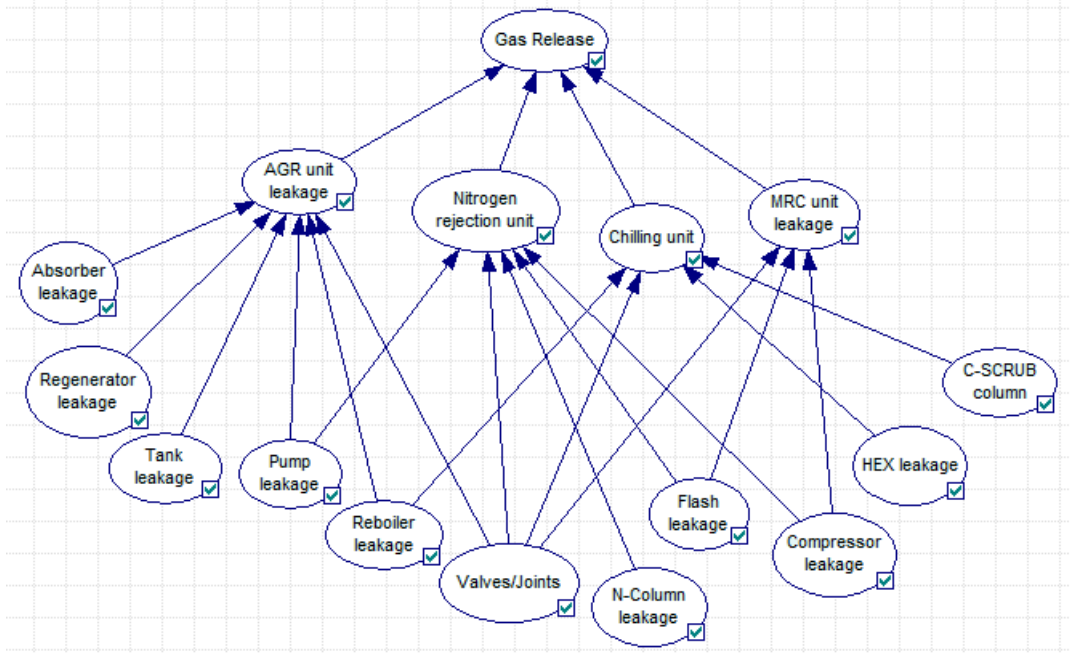 Gas Release
AGR unit
leakage
Nitrogen
rejection unit
Chilling unit
MRC unit
leakage
Absorber
leakage
Regenerator
leakage
Tank
leakage
Pump
leakage
Reboiler
leakage
Valves/Joints
N-Column
leakage
Flash
leakage
Compressor
leakage
HEX leakage
C-SCRUB
column